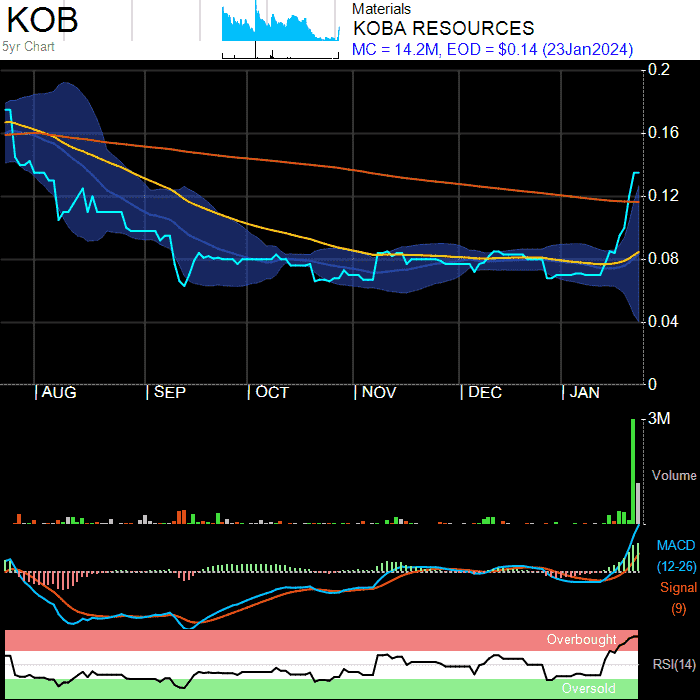 KOB
5yr Chart
Materials
KOBA RESOURCES
MC = 14.2M, EOD = $0.14 (23Jan2024)
0.2
0.16
0.12
0.08
0.04
0
AUG SEP OCT NOV DEC JAN
3M
Volume
MACD
(12-26)
Signal
(9)
Overbought
RSI(14)
Oversold